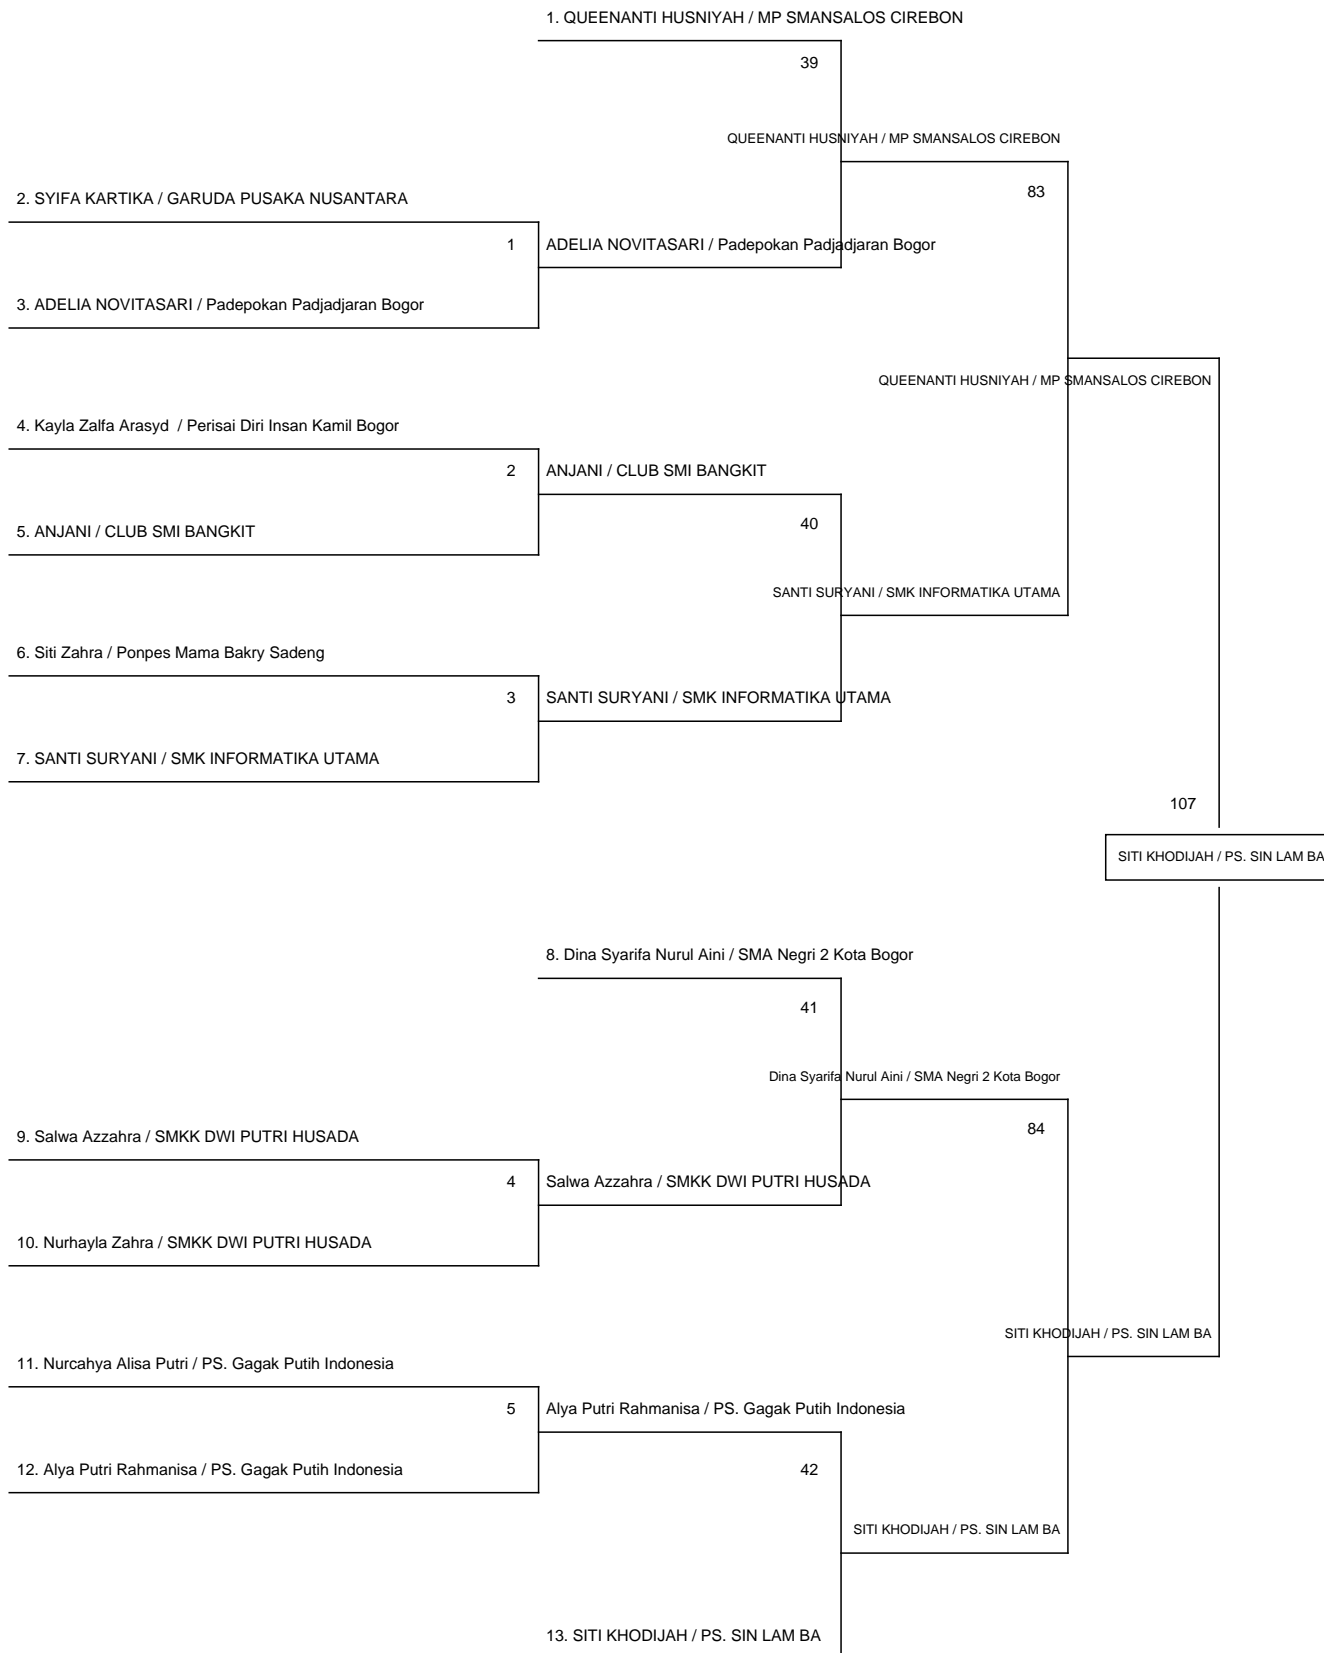 1. QUEENANTI HUSNIYAH / MP SMANSALOS CIREBON
39
QUEENANTI HUSNIYAH / MP SMANSALOS CIREBON
2. SYIFA KARTIKA / GARUDA PUSAKA NUSANTARA
83
1
ADELIA NOVITASARI / Padepokan Padjadjaran Bogor
3. ADELIA NOVITASARI / Padepokan Padjadjaran Bogor
QUEENANTI HUSNIYAH / MP SMANSALOS CIREBON
4. Kayla Zalfa Arasyd / Perisai Diri Insan Kamil Bogor
2
ANJANI / CLUB SMI BANGKIT
40
5. ANJANI / CLUB SMI BANGKIT
SANTI SURYANI / SMK INFORMATIKA UTAMA
6. Siti Zahra / Ponpes Mama Bakry Sadeng
3
SANTI SURYANI / SMK INFORMATIKA UTAMA
7. SANTI SURYANI / SMK INFORMATIKA UTAMA
107
SITI KHODIJAH / PS. SIN LAM BA
8. Dina Syarifa Nurul Aini / SMA Negri 2 Kota Bogor
41
Dina Syarifa Nurul Aini / SMA Negri 2 Kota Bogor
9. Salwa Azzahra / SMKK DWI PUTRI HUSADA
84
4
Salwa Azzahra / SMKK DWI PUTRI HUSADA
10. Nurhayla Zahra / SMKK DWI PUTRI HUSADA
SITI KHODIJAH / PS. SIN LAM BA
11. Nurcahya Alisa Putri / PS. Gagak Putih Indonesia
5
Alya Putri Rahmanisa / PS. Gagak Putih Indonesia
12. Alya Putri Rahmanisa / PS. Gagak Putih Indonesia
42
SITI KHODIJAH / PS. SIN LAM BA
13. SITI KHODIJAH / PS. SIN LAM BA